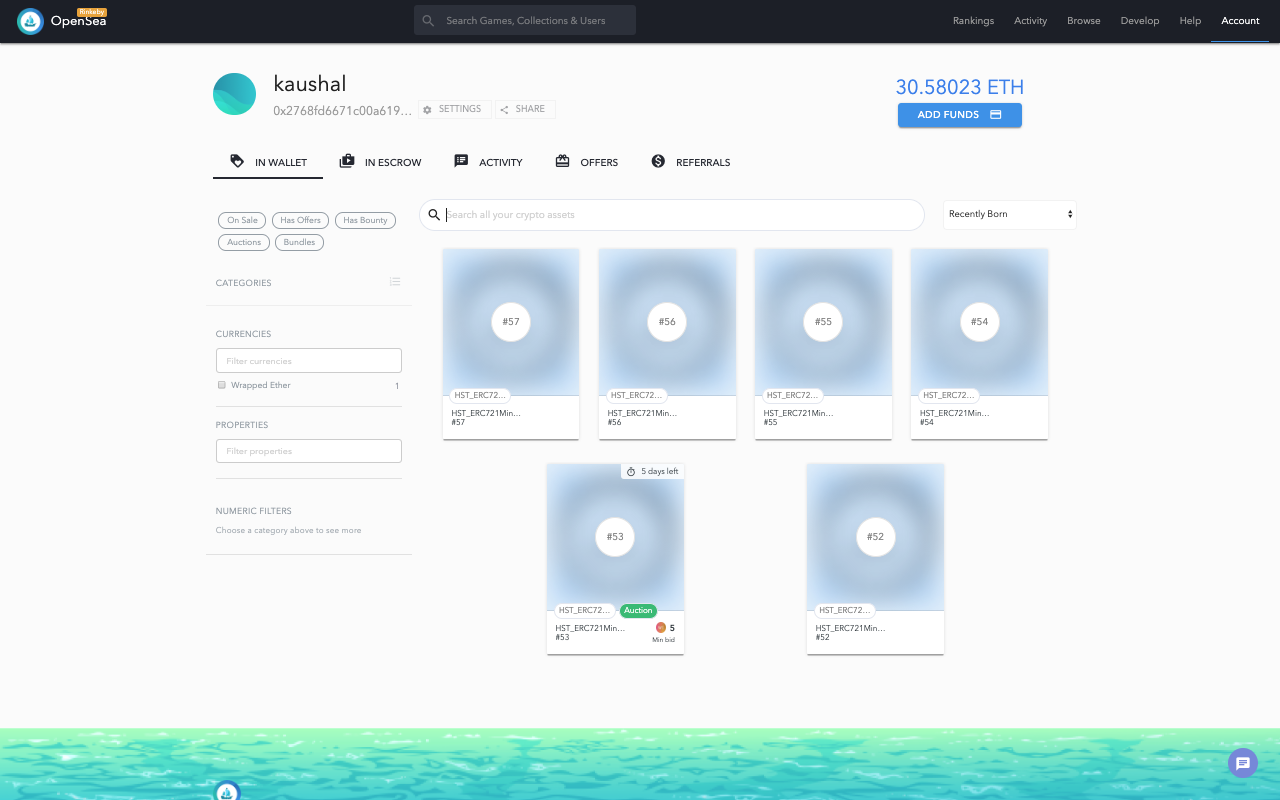 Rinkeby
OpenSea
Search Games, Collections & Users
Rankings
Activity
Browse
Develop
Help
Account
kaushal
0x2768fd6671c00a619...
SETTINGS
SHARE
30.58023 ETH
ADD FUNDS
IN WALLET
IN ESCROW
ACTIVITY
OFFERS
REFERRALS
On Sale
Has Offers
Has Bounty
Auctions
Bundles
CATEGORIES
CURRENCIES
Filter currencies
Wrapped Ether
1
PROPERTIES
Filter properties
NUMERIC FILTERS
Choose a category above to see more
Search all your crypto assets
Recently Born
#57
HST_ERC72...
HST_ERC721Min...
#57
#56
HST_ERC72...
HST_ERC721Min...
#56
#55
HST_ERC72...
HST_ERC721Min...
#55
#54
HST_ERC72...
HST_ERC721Min...
#54
5 days left
#53
HST_ERC72...
Auction
HST_ERC721Min...
#53
5
Min bid
#52
HST_ERC72...
HST_ERC721Min...
#52